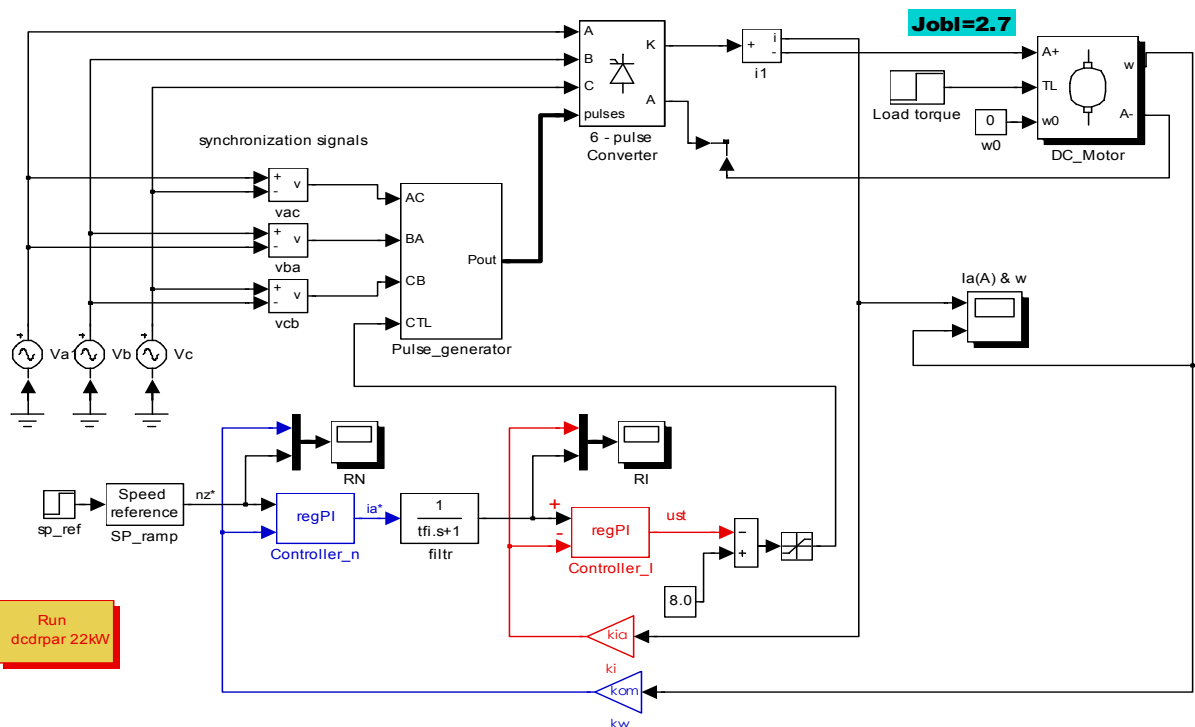 JobI=2.7
A
B
C
pulses
K
A
6 - pulse
Converter
+
i
-
i1
Load torque
0
w0
A+
TL
w0
w
A-
DC_Motor
synchronization signals
+
-
v
vac
+
-
v
vba
+
-
v
vcb
AC
BA
CB
CTL
Pout
Pulse_generator
Ia(A) & w
+
Va
+
Vb
+
Vc
RN
RI
sp_ref
Speed
reference
SP_ramp
nz*
regPI
Controller_n
ia*
1
tfi.s+1
filtr
+
-
regPI
Controller_I
ust
-
+
8.0
Run
dcdrpar 22kW
kia
ki
kom
kw